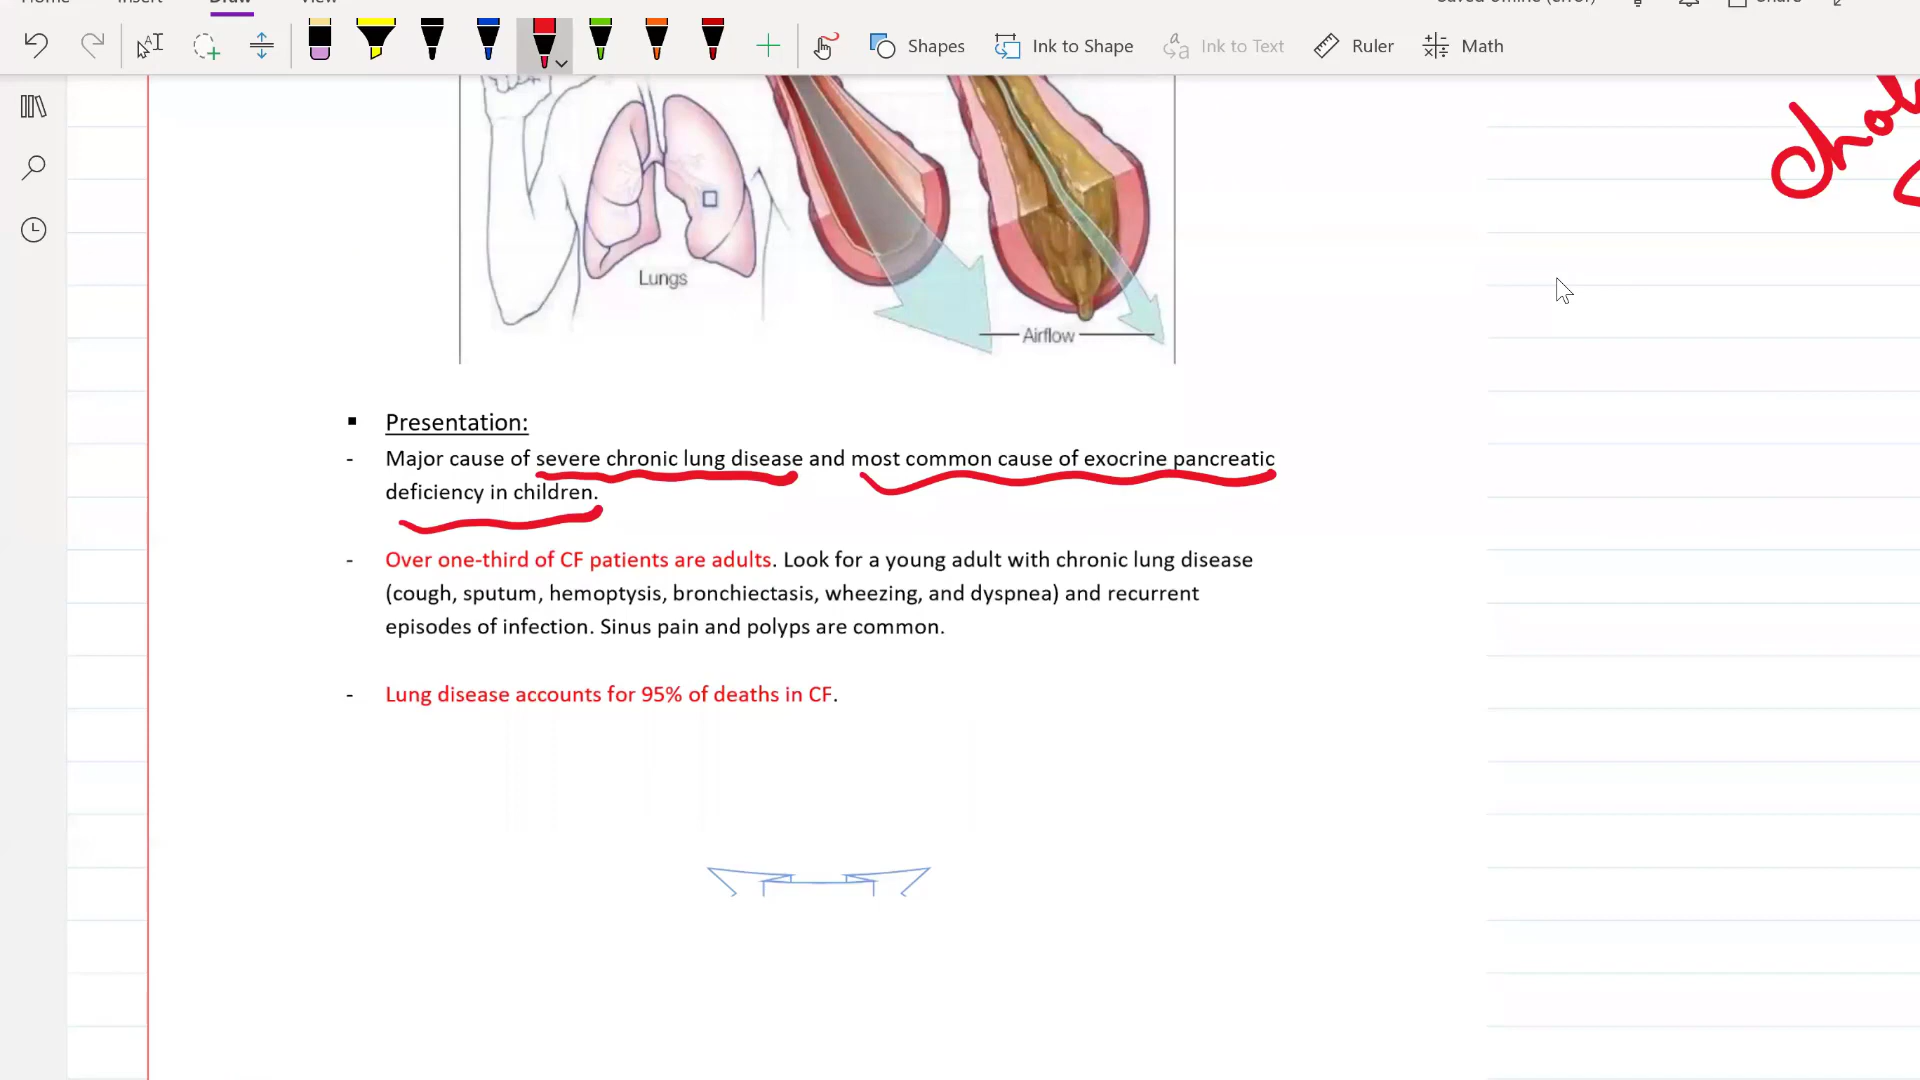 Draw
Shapes
Ink to Shape
Ink to Text
Ruler
Math
Lungs
Airflow
Presentation:
- Major cause of severe chronic lung disease and most common cause of exocrine pancreatic
deficiency in children.
- Over one-third of CF patients are adults. Look for a young adult with chronic lung disease
(cough, sputum, hemoptysis, bronchiectasis, wheezing, and dyspnea) and recurrent
episodes of infection. Sinus pain and polyps are common.
- Lung disease accounts for 95% of deaths in CF.